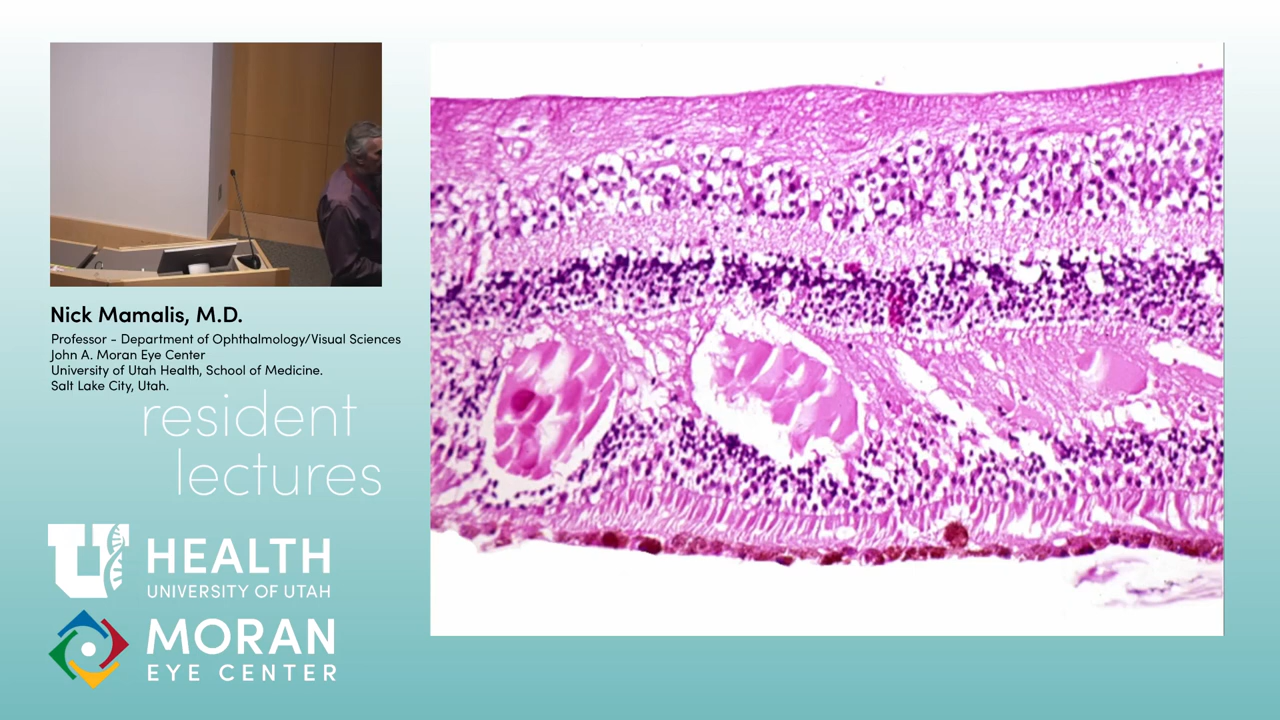 Nick Mamalis, M.D.
Professor - Department of Ophthalmology/Visual Sciences
John A. Moran Eye Center
University of Utah Health, School of Medicine.
Salt Lake City, Utah.
resident
lectures
U HEALTH
UNIVERSITY OF UTAH
MORAN
EYE CENTER